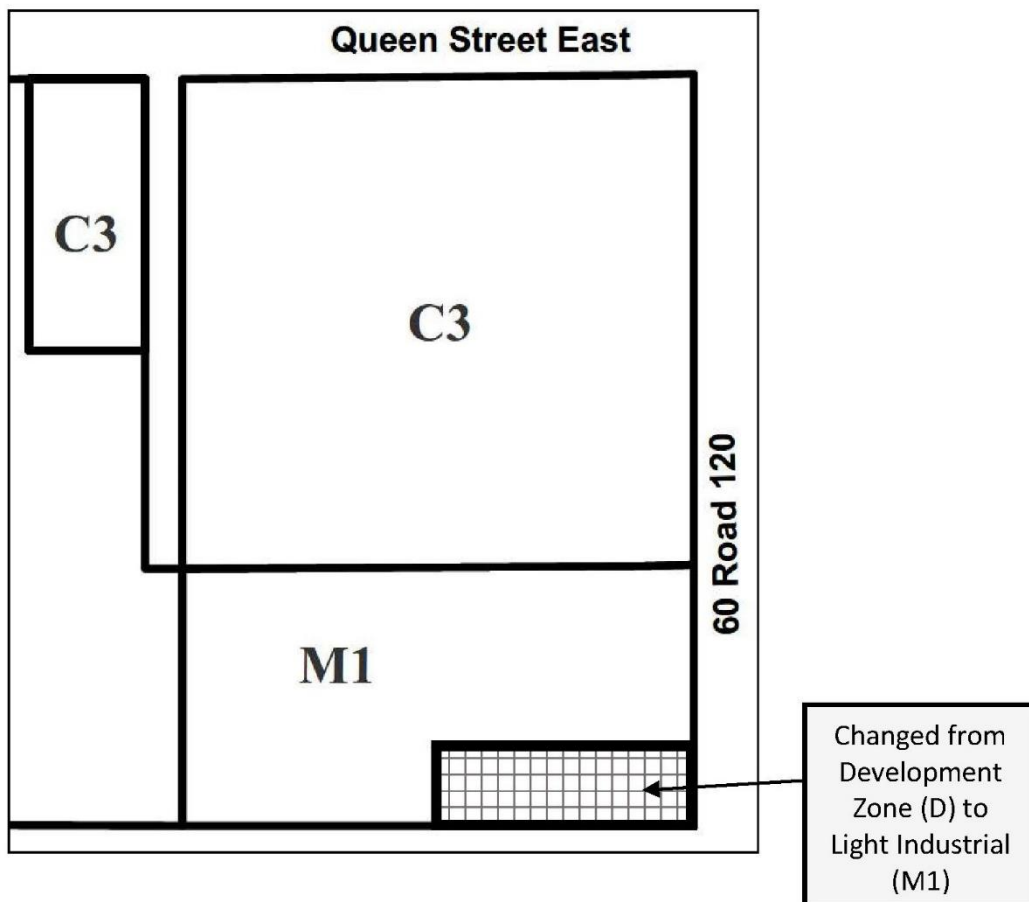 Queen Street East
C3
C3
60 Road 120
M1
Changed from
Development
Zone (D) to
Light Industrial
(M1)